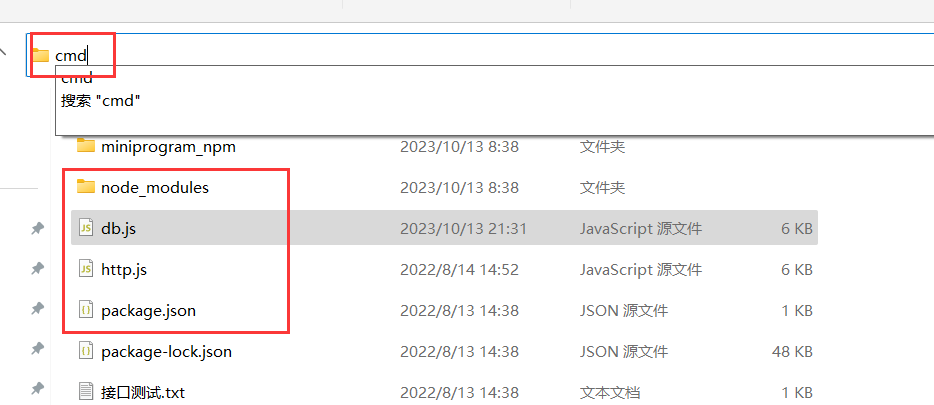 cmd
cmd
搜索 "cmd"
miniprogram_npm 2023/10/13 8:38 文件夹
node_modules 2023/10/13 8:38 文件夹
db.js 2023/10/13 21:31 JavaScript 源文件 6 KB
http.js 2022/8/14 14:52 JavaScript 源文件 6 KB
package.json 2022/8/13 14:38 JSON 源文件 1 KB
package-lock.json 2022/8/13 14:38 JSON 源文件 48 KB
接口测试.txt 2022/8/13 14:38 文本文档 1 KB